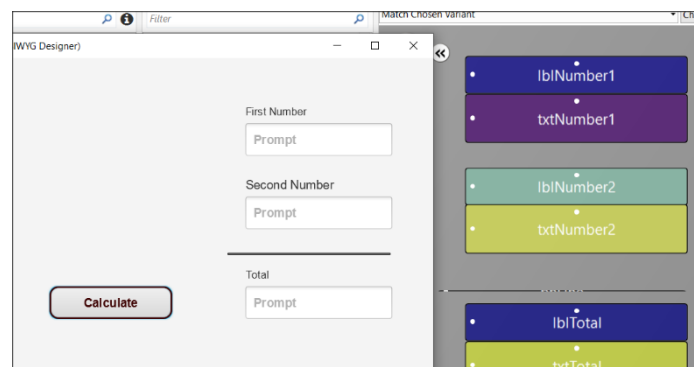 Filter
Match Chosen Variant
Ch
IWYG Designer)
First Number
Prompt
Second Number
Prompt
Total
Prompt
Calculate
lblNumber1
txtNumber1
lblNumber2
txtNumber2
lblTotal
txtTotal